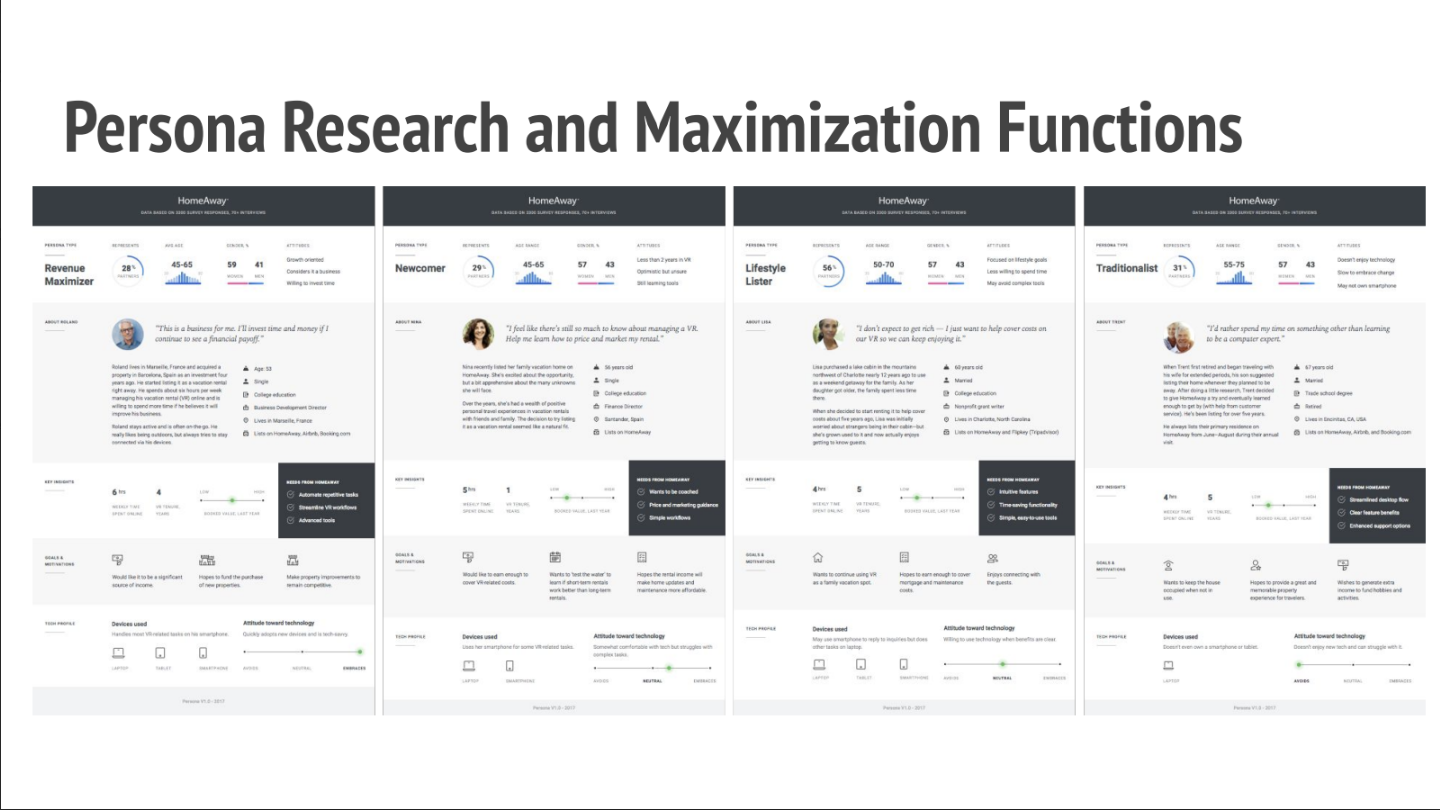 Persona Research and Maximization Functions
HomeAway
DATA BASED ON 2000 SURVEY RESPONSES, 70+ INTERVIEWS
PERSONA TYPE
Revenue
Maximizer
REPRESENTS
28%
PARTNERS
AVG AGE
45-65
GENDER, %
59 41
WOMEN MEN
ATTITUDES
Growth oriented
Considers it a business
Willing to invest time
ABOUT ROLAND
"This is a business for me. I'll invest time and money if I
continue to see a financial payoff."
Roland lives in Marseille, France and acquired a
property in Barcelona, Spain as an investment four
years ago. He started listing it as a vacation rental
right away. He spends about six hours per week
managing his vacation rental (VR) online and is
willing to spend more time if he believes it will
improve his business.
Roland stays active and is often on the go. He
really likes being outdoors, but always tries to stay
connected via his devices.
Age: 53
Single
College education
Business Development Director
Lives in Marseille, France
Lists on HomeAway, Airbnb, Booking.com
KEY INSIGHTS
6 hrs
WEEKLY TIME
SPENT ONLINE
4
VR TENURE,
YEARS
LOW HIGH
BOOKED VALUE, LAST YEAR
NEEDS FROM HOMEAWAY
Automate repetitive tasks
Streamline VR workflows
Advanced tools
GOALS &
MOTIVATIONS
Would like it to be a significant
source of income.
Hopes to fund the purchase
of new properties.
Make property improvements to
remain competitive.
TECH PROFILE
Devices used
Handles most VR-related tasks on his smartphone.
LAPTOP TABLET SMARTPHONE
Attitude toward technology
Quickly adopts new devices and is tech-savvy.
AVOIDS NEUTRAL EMBRACES
Persona V1.0 - 2017
HomeAway
DATA BASED ON 2000 SURVEY RESPONSES, 70+ INTERVIEWS
PERSONA TYPE
Newcomer
REPRESENTS
29%
PARTNERS
AGE RANGE
45-65
GENDER, %
57 43
WOMEN MEN
ATTITUDES
Less than 2 years in VR
Optimistic but unsure
Still learning tools
ABOUT NINA
"I feel like there's still so much to know about managing a VR.
Help me learn how to price and market my rental."
Nina recently listed her family vacation home on
HomeAway. She's excited about the opportunity,
but a bit apprehensive about the many unknowns
she will face.
Over the years, she's had a wealth of positive
personal travel experiences in vacation rentals
with friends and family. The decision to try listing
it as a vacation rental seemed like a natural fit.
56 years old
Single
College education
Finance Director
Santander, Spain
Lists on HomeAway
KEY INSIGHTS
5 hrs
WEEKLY TIME
SPENT ONLINE
1
VR TENURE,
YEARS
LOW HIGH
BOOKED VALUE, LAST YEAR
NEEDS FROM HOMEAWAY
Wants to be coached
Price and marketing guidance
Simple workflows
GOALS &
MOTIVATIONS
Would like to earn enough to
cover VR-related costs.
Wants to "test the water" to
learn if short-term rentals
work better than long-term
rentals.
Hopes the rental income will
make home updates and
maintenance more affordable.
TECH PROFILE
Devices used
Uses her smartphone for some VR-related tasks.
LAPTOP SMARTPHONE
Attitude toward technology
Somewhat comfortable with tech but struggles with
complex tasks.
AVOIDS NEUTRAL EMBRACES
Persona V1.0 - 2017
HomeAway
DATA BASED ON 2000 SURVEY RESPONSES, 70+ INTERVIEWS
PERSONA TYPE
Lifestyle
Lister
REPRESENTS
56%
PARTNERS
AGE RANGE
50-70
GENDER, %
57 43
WOMEN MEN
ATTITUDES
Focused on lifestyle goals
Less willing to spend time
May avoid complex tools
ABOUT LISA
"I don't expect to get rich — I just want to help cover costs on
our VR so we can keep enjoying it."
Lisa purchased a lake cabin in the mountains
northwest of Charlotte nearly 12 years ago to use
as a weekend getaway for the family. As her
daughter got older, the family spent less time
there.
When she decided to start renting it to help cover
costs about five years ago, Lisa was initially
worried about strangers being in their cabin–but
she's grown used to it and now actually enjoys
getting to know guests.
60 years old
Married
College education
Nonprofit grant writer
Lives in Charlotte, North Carolina
Lists on HomeAway and FlipKey (Tripadvisor)
KEY INSIGHTS
4 hrs
WEEKLY TIME
SPENT ONLINE
5
VR TENURE,
YEARS
LOW HIGH
BOOKED VALUE, LAST YEAR
NEEDS FROM HOMEAWAY
Intuitive features
Time-saving functionality
Simple, easy-to-use tools
GOALS &
MOTIVATIONS
Wants to continue using VR
as a family vacation spot.
Hopes to earn enough to cover
mortgage and maintenance
costs.
Enjoys connecting with
the guests.
TECH PROFILE
Devices used
May use smartphone to reply to inquiries but does
other tasks on laptop.
LAPTOP TABLET SMARTPHONE
Attitude toward technology
Willing to use technology when benefits are clear.
AVOIDS NEUTRAL EMBRACES
Persona V1.0 - 2017
HomeAway
DATA BASED ON 2000 SURVEY RESPONSES, 70+ INTERVIEWS
PERSONA TYPE
Traditionalist
REPRESENTS
31%
PARTNERS
AGE RANGE
55-75
GENDER, %
57 43
WOMEN MEN
ATTITUDES
Doesn't enjoy technology
Slow to embrace change
May not own smartphone
ABOUT TRENT
"I'd rather spend my time on something other than learning
to be a computer expert."
When Trent first retired and began traveling with
his wife for extended periods, his son suggested
listing their home whenever they planned to be
away. After doing a little research, Trent decided
to give HomeAway a try and eventually learned
enough to get by (with help from customer
service). He's been listing for over five years.
He always lists their primary residence on
HomeAway from June–August during their annual
visit.
67 years old
Married
Trade school degree
Retired
Lives in Encinitas, CA, USA
Lists on HomeAway, Airbnb, and Booking.com
KEY INSIGHTS
4 hrs
WEEKLY TIME
SPENT ONLINE
5
VR TENURE,
YEARS
LOW HIGH
BOOKED VALUE, LAST YEAR
NEEDS FROM HOMEAWAY
Streamlined desktop flow
Clear feature benefits
Enhanced support options
GOALS &
MOTIVATIONS
Wants to keep the house
occupied when not in
use.
Hopes to provide a great and
memorable property
experience for travelers.
Wishes to generate extra
income to fund hobbies and
activities.
TECH PROFILE
Devices used
Doesn't even own a smartphone or tablet.
LAPTOP
Attitude toward technology
Doesn't enjoy new tech and can struggle with it.
AVOIDS NEUTRAL EMBRACES
Persona V1.0 - 2017